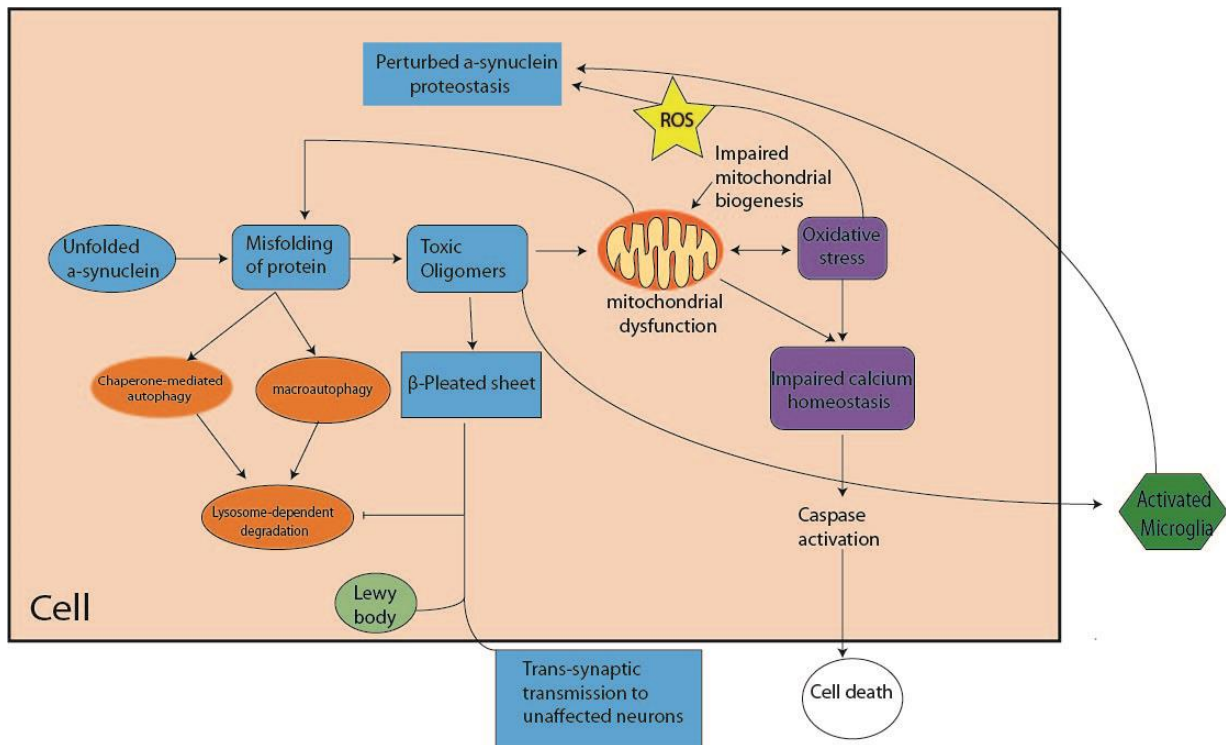 Perturbed a-synuclein
proteostasis
ROS
Impaired
mitochondrial
biogenesis
Unfolded
a-synuclein
Misfolding
of protein
Toxic
Oligomers
mitochondrial
dysfunction
Oxidative
stress
Chaperone-mediated
autophagy
macroautophagy
β-Pleated sheet
Impaired calcium
homeostasis
Lysosome-dependent
degradation
Caspase
activation
Activated
Microglia
Lewy
body
Cell
Trans-synaptic
transmission to
unaffected neurons
Cell death